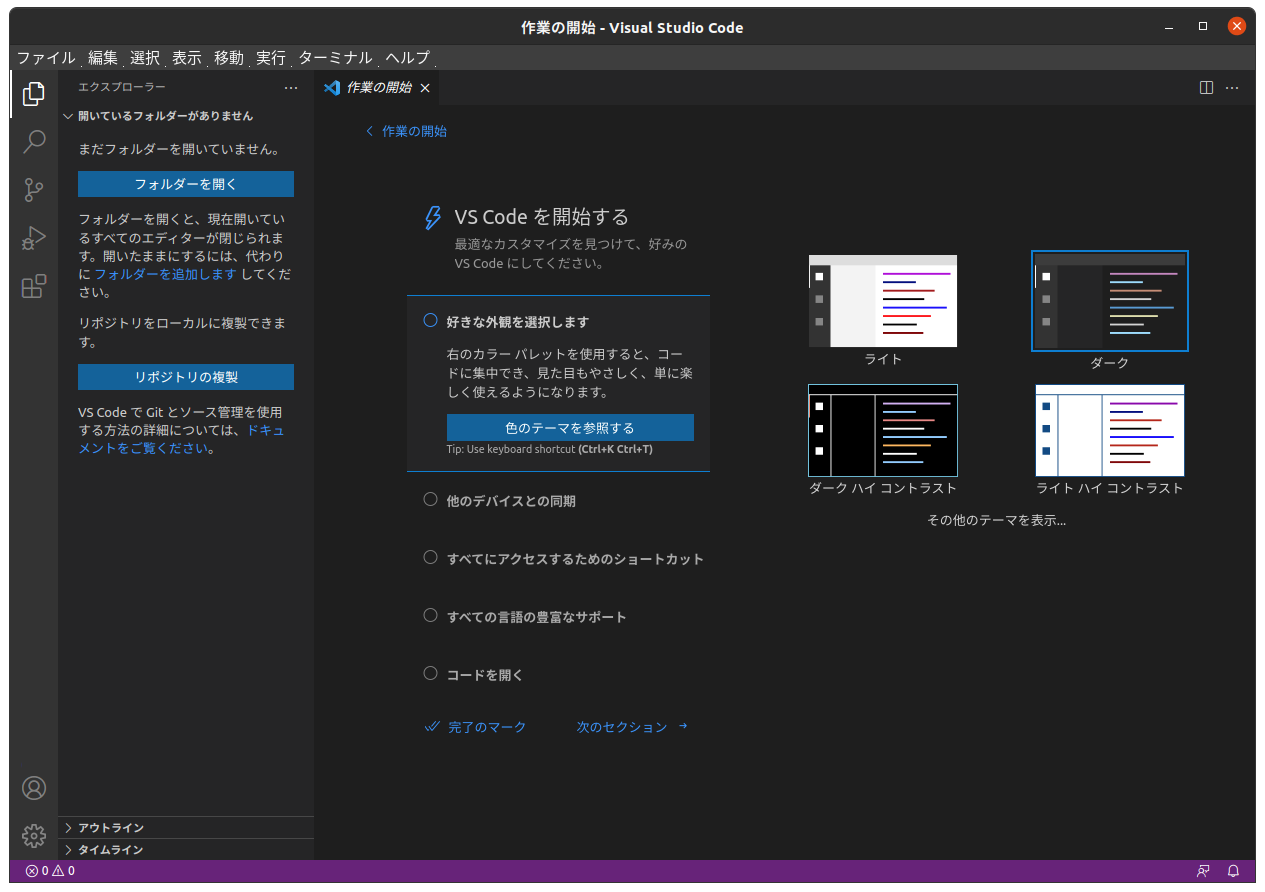 作業の開始 - Visual Studio Code
ファイル 編集 選択 表示 移動 実行 ターミナル ヘルプ
エクスプローラー
作業の開始
開いているフォルダーがありません
まだフォルダーを開いていません。
フォルダーを開く
フォルダーを開くと、現在開いてい
るすべてのエディターが閉じられま
す。開いたままにするには、代わり
に フォルダーを追加します してくだ
さい。
リポジトリをローカルに複製できま
す。
リポジトリの複製
VS Code で Git とソース管理を使用
する方法の詳細については、ドキュ
メントをご覧ください。
アウトライン
タイムライン
作業の開始
VS Code を開始する
最適なカスタマイズを見つけて、好みの
VS Code にしてください。
好きな外観を選択します
右のカラー パレットを使用すると、コー
ドに集中でき、見た目もやさしく、単に楽
しく使えるようになります。
色のテーマを参照する
Tip: Use keyboard shortcut (Ctrl+K Ctrl+T)
他のデバイスとの同期
すべてにアクセスするためのショートカット
すべての言語の豊富なサポート
コードを開く
完了のマーク 次のセクション →
ライト
ダーク
ダーク ハイ コントラスト
ライト ハイ コントラスト
その他のテーマを表示...
0 0